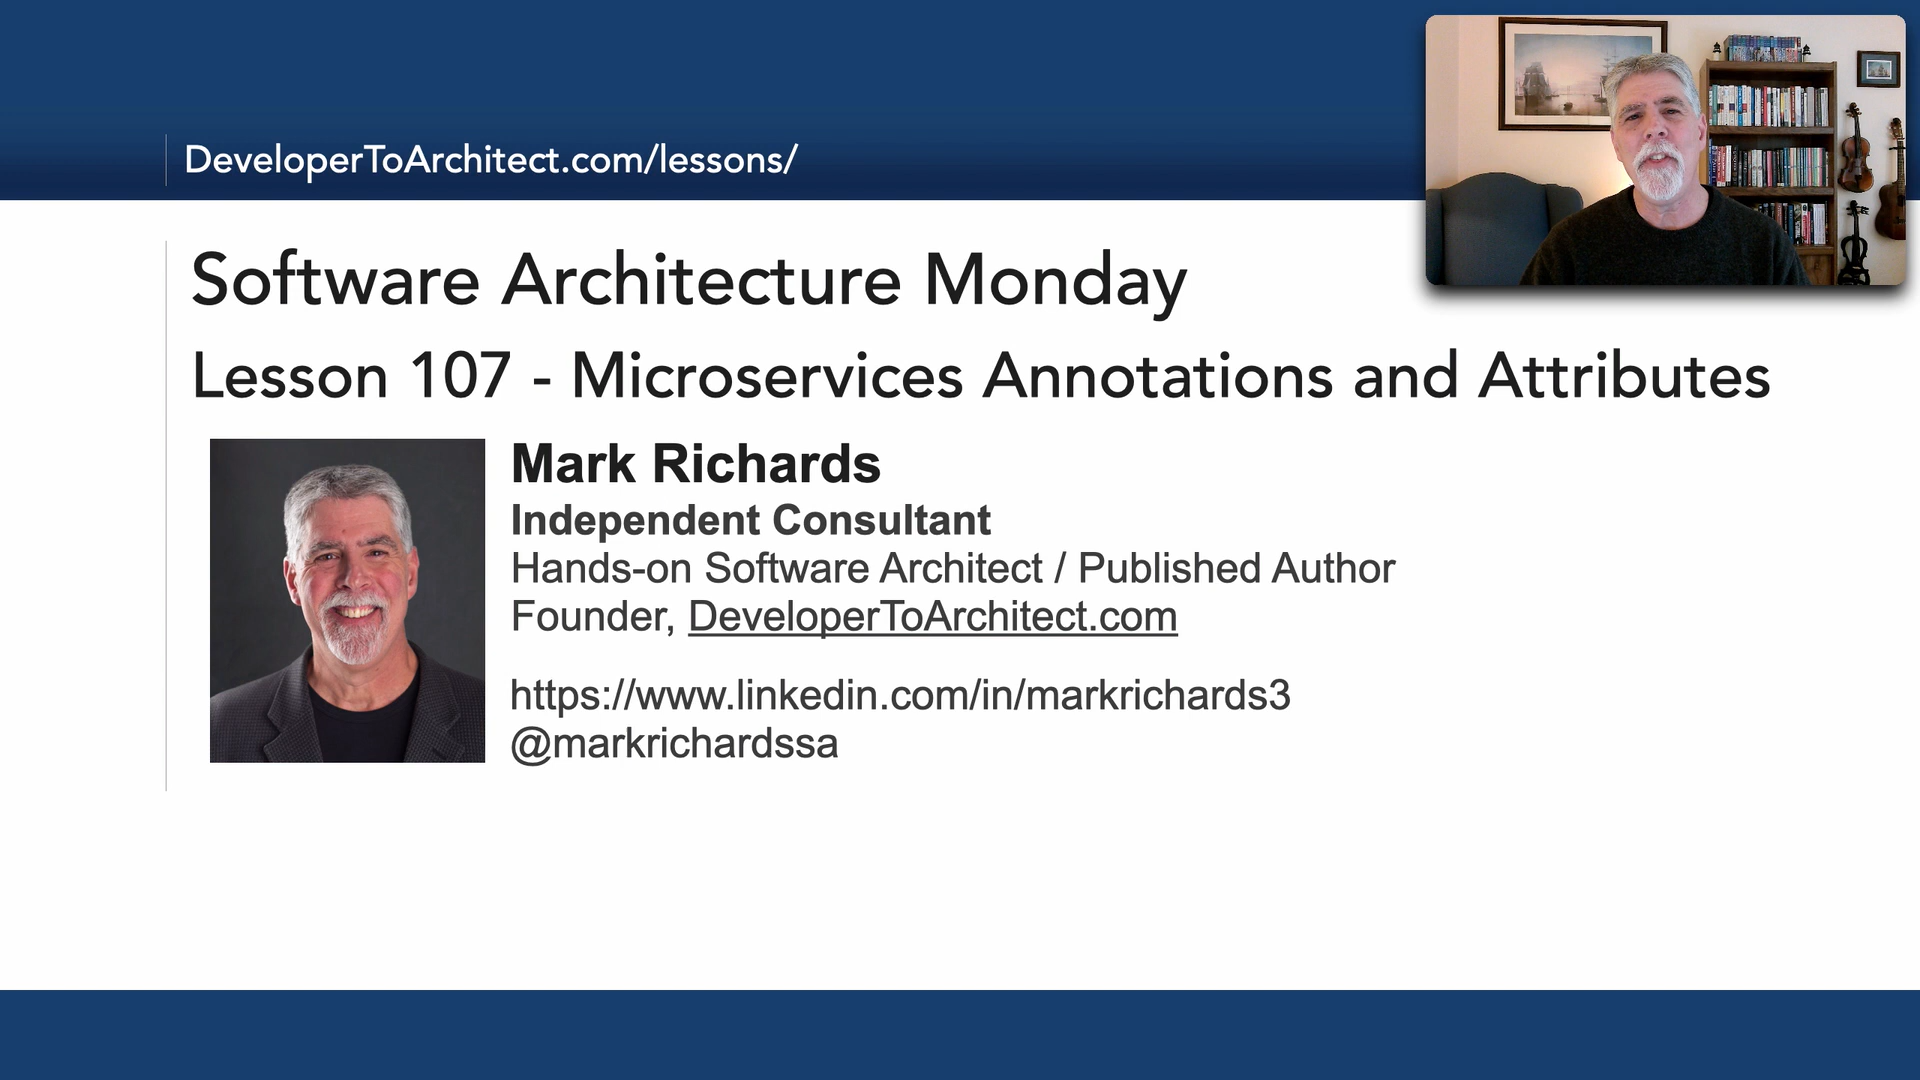 DeveloperToArchitect.com/lessons/
Software Architecture Monday
Lesson 107 - Microservices Annotations and Attributes
Mark Richards
Independent Consultant
Hands-on Software Architect / Published Author
Founder, DeveloperToArchitect.com
https://www.linkedin.com/in/markrichards3
@markrichardssa